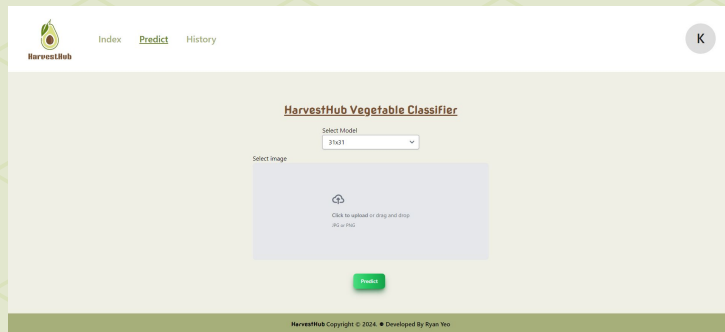 HarvestHub
Index Predict History
K
HarvestHub Vegetable Classifier
Select Model
31x31
Select image
Click to upload or drag and drop
JPG or PNG
Predict
HarvestHub Copyright © 2024. ● Developed By Ryan Yeo